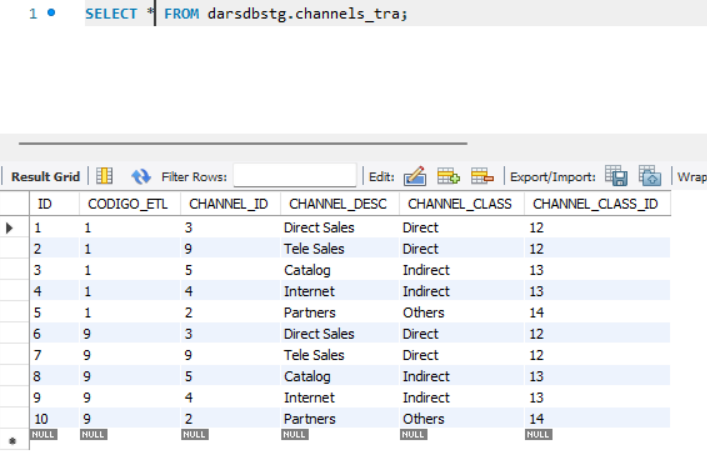 1 SELECT * FROM darsdbstg.channels_tra;
Result Grid Filter Rows: Edit: Export/Import: Wrap
ID CODIGO_ETL CHANNEL_ID CHANNEL_DESC CHANNEL_CLASS CHANNEL_CLASS_ID
1 1 3 Direct Sales Direct 12
2 1 9 Tele Sales Direct 12
3 1 5 Catalog Indirect 13
4 1 4 Internet Indirect 13
5 1 2 Partners Others 14
6 9 3 Direct Sales Direct 12
7 9 9 Tele Sales Direct 12
8 9 5 Catalog Indirect 13
9 9 4 Internet Indirect 13
10 9 2 Partners Others 14
NULL NULL NULL NULL NULL NULL